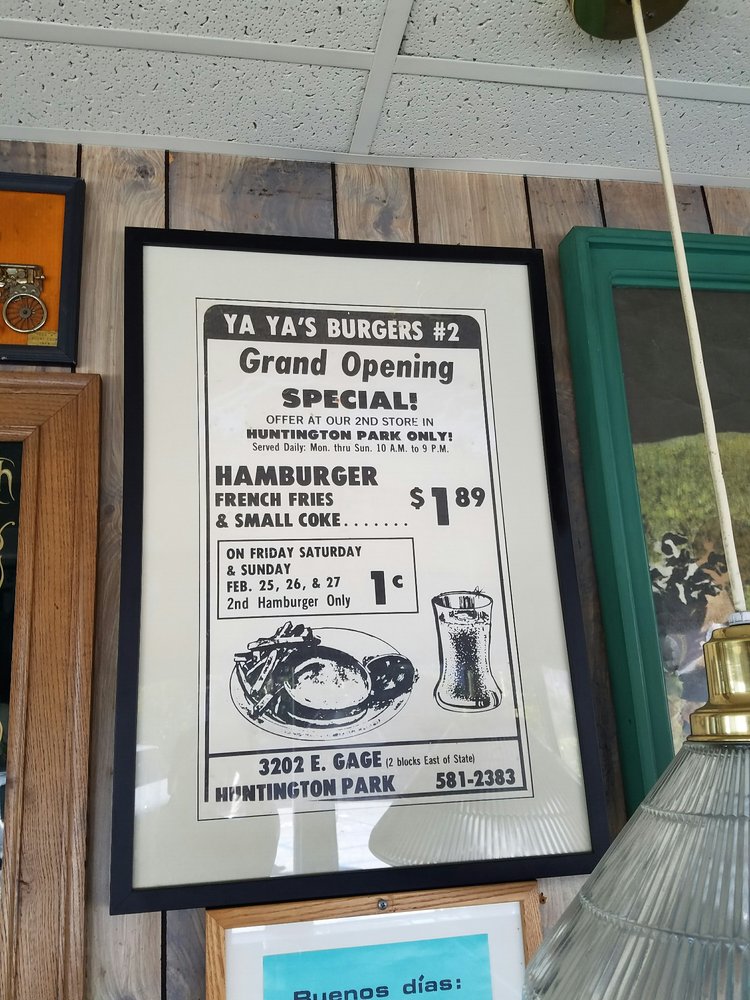 YA YA'S BURGERS #2
Grand Opening
SPECIAL!
OFFER AT OUR 2ND STORE IN
HUNTINGTON PARK ONLY!
Served Daily: Mon. thru Sun. 10 A.M. to 9 P.M.
HAMBURGER
FRENCH FRIES
& SMALL COKE....... $1 89
ON FRIDAY SATURDAY
& SUNDAY
FEB. 25, 26, & 27
2nd Hamburger Only 1c
3202 E. GAGE (2 blocks East of State)
HUNTINGTON PARK 581-2383
Buenos días: